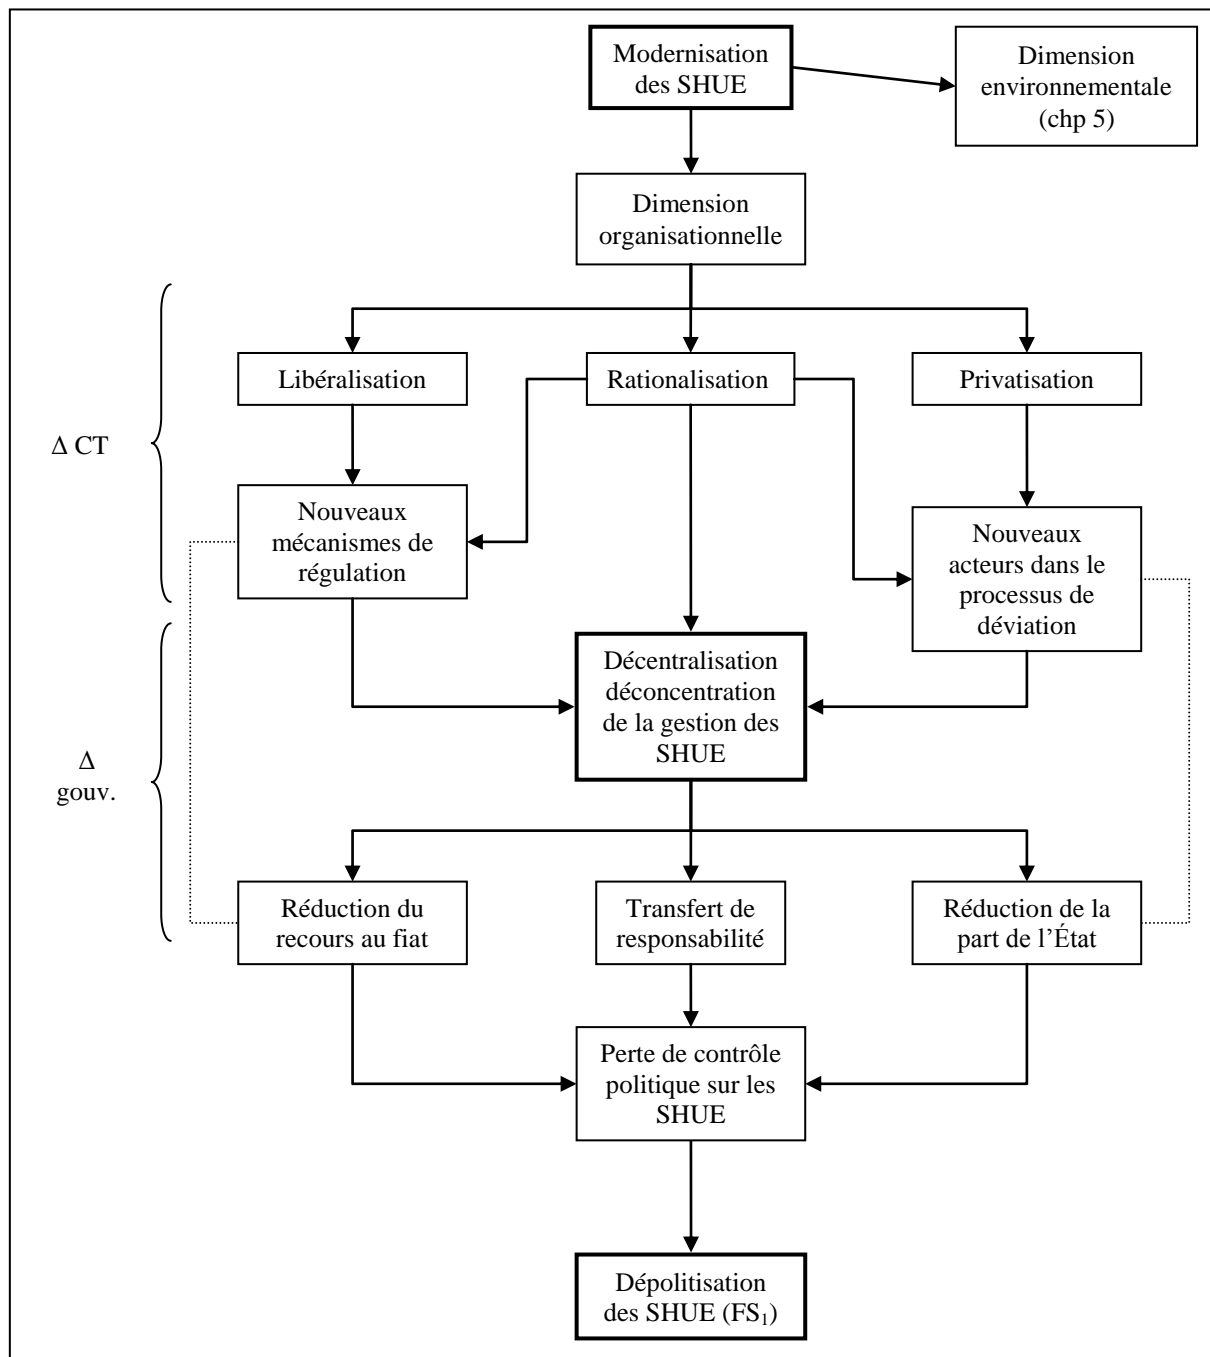 Modernisation
des SHUE
Dimension
environnementale
(chp 5)
Dimension
organisationnelle
Libéralisation
Rationalisation
Privatisation
Δ CT
Nouveaux
mécanismes de
régulation
Nouveaux
acteurs dans le
processus de
déviation
Décentralisation
déconcentration
de la gestion des
SHUE
Δ
gouv.
Réduction du
recours au fiat
Transfert de
responsabilité
Réduction de la
part de l’État
Perte de contrôle
politique sur les
SHUE
Dépolitisation
des SHUE (FS₁)